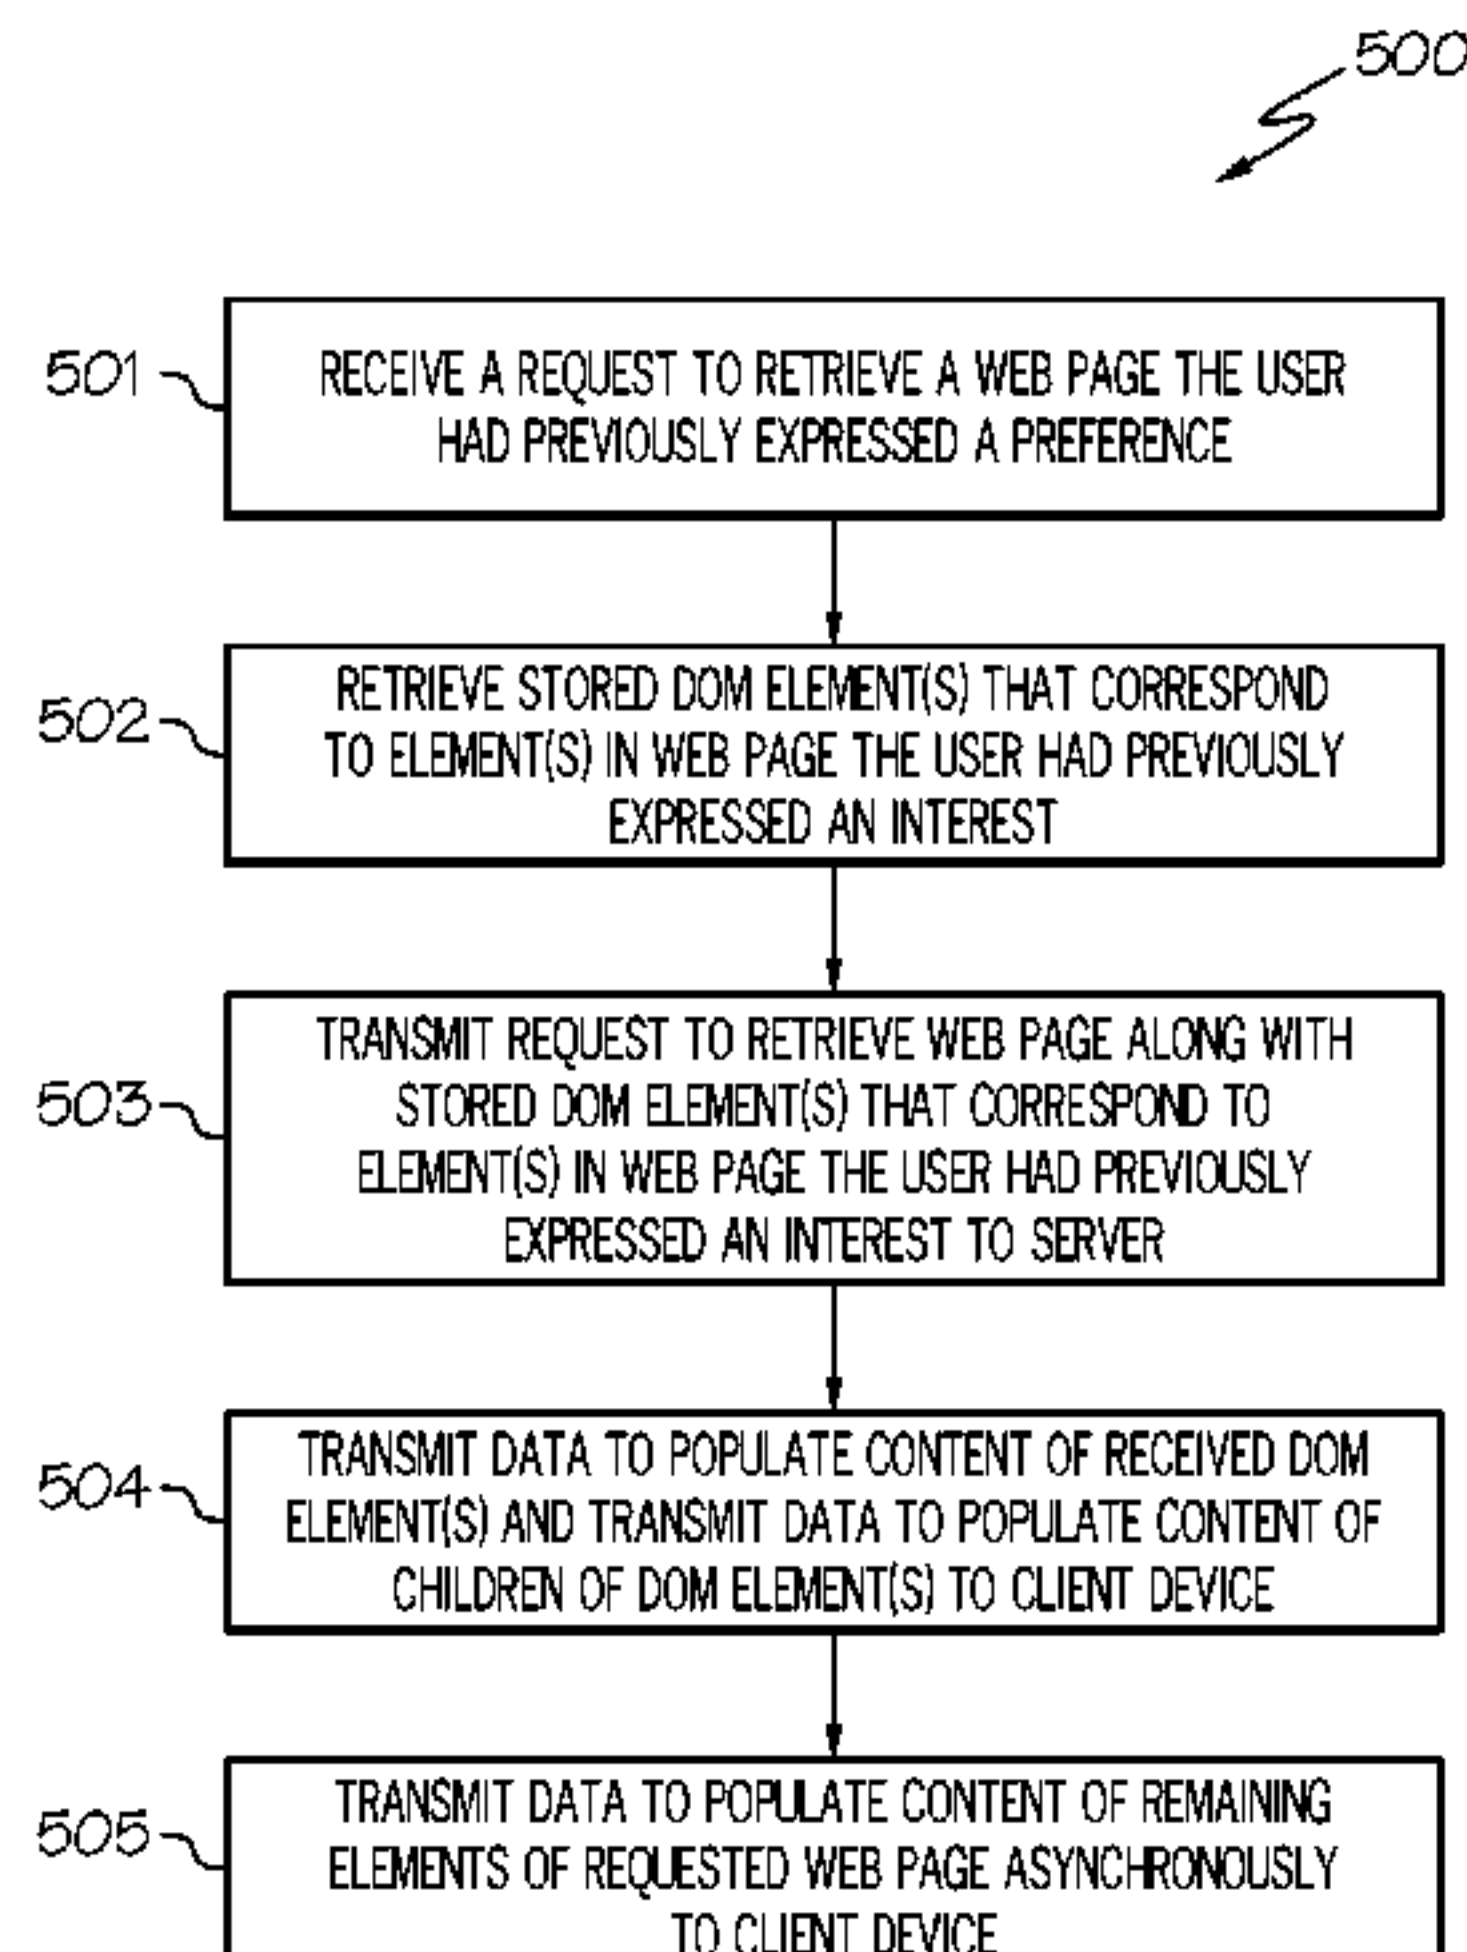 500
501
RECEIVE A REQUEST TO RETRIEVE A WEB PAGE THE USER
HAD PREVIOUSLY EXPRESSED A PREFERENCE
502
RETRIEVE STORED DOM ELEMENT(S) THAT CORRESPOND
TO ELEMENT(S) IN WEB PAGE THE USER HAD PREVIOUSLY
EXPRESSED AN INTEREST
503
TRANSMIT REQUEST TO RETRIEVE WEB PAGE ALONG WITH
STORED DOM ELEMENT(S) THAT CORRESPOND TO
ELEMENT(S) IN WEB PAGE THE USER HAD PREVIOUSLY
EXPRESSED AN INTEREST TO SERVER
504
TRANSMIT DATA TO POPULATE CONTENT OF RECEIVED DOM
ELEMENT(S) AND TRANSMIT DATA TO POPULATE CONTENT OF
CHILDREN OF DOM ELEMENT(S) TO CLIENT DEVICE
505
TRANSMIT DATA TO POPULATE CONTENT OF REMAINING
ELEMENTS OF REQUESTED WEB PAGE ASYNCHRONOUSLY
TO CLIENT DEVICE